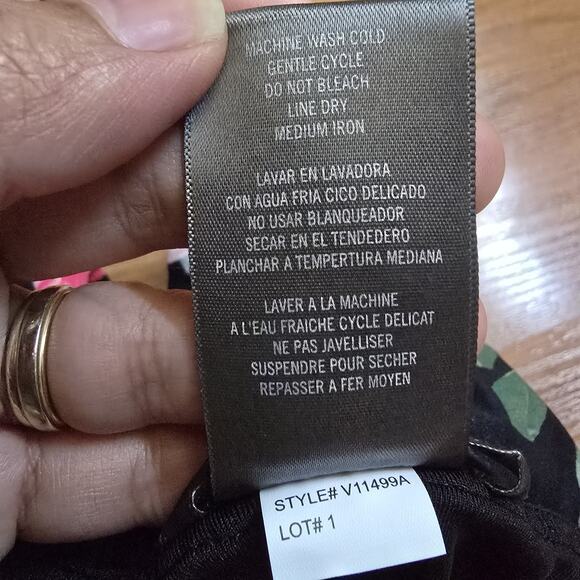 MACHINE WASH COLD
GENTLE CYCLE
DO NOT BLEACH
LINE DRY
MEDIUM IRON
LAVAR EN LAVADORA
CON AGUA FRIA CICO DELICADO
NO USAR BLANQUEADOR
SECAR EN EL TENDEDERO
PLANCHAR A TEMPERTURA MEDIANA
LAVER A LA MACHINE
A L'EAU FRAICHE CYCLE DELICAT
NE PAS JAVELLISER
SUSPENDRE POUR SECHER
REPASSER A FER MOYEN
STYLE# V11499A
LOT# 1